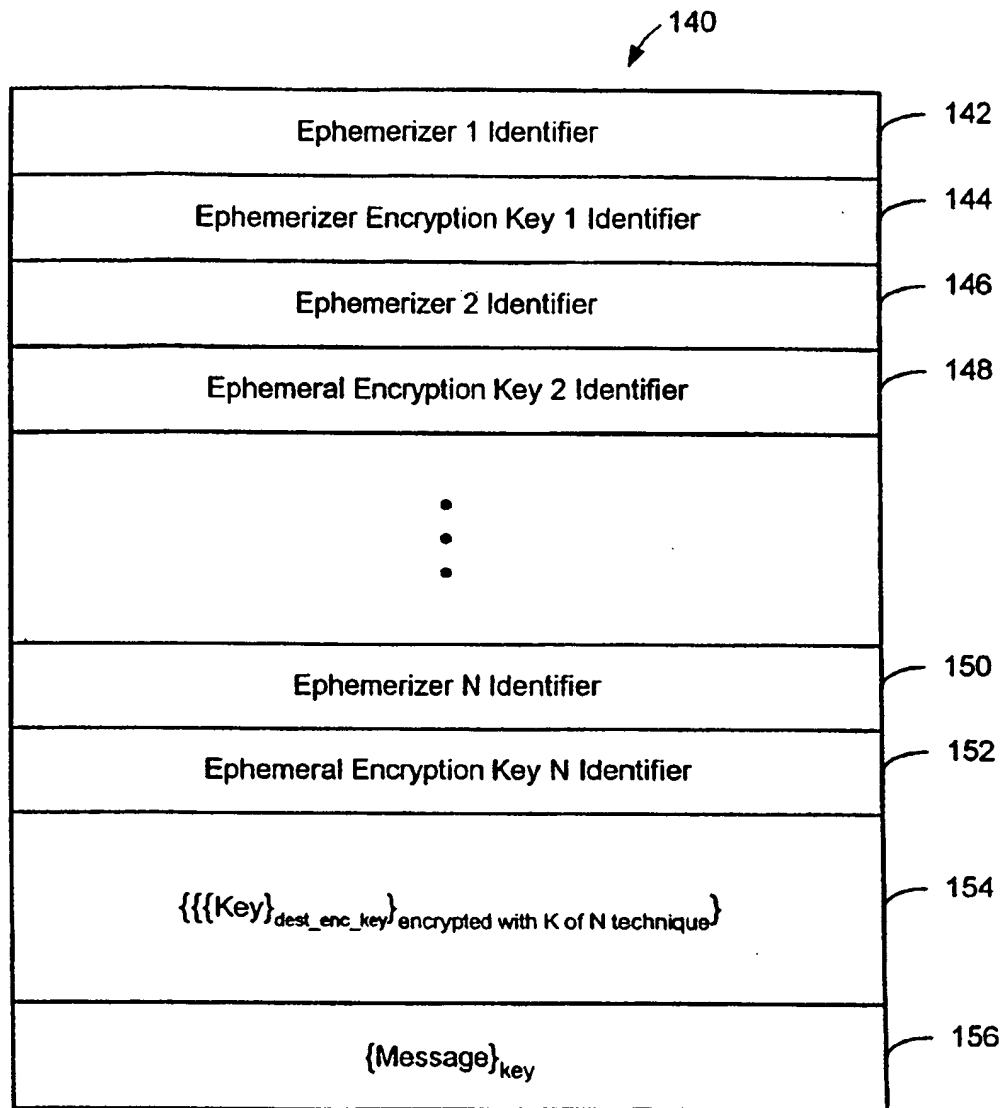 140
Ephemerizer 1 Identifier
142
Ephemerizer Encryption Key 1 Identifier
144
Ephemerizer 2 Identifier
146
Ephemeral Encryption Key 2 Identifier
148
Ephemerizer N Identifier
150
Ephemeral Encryption Key N Identifier
152
{{{Key}dest_enc_key}encrypted with K of N technique}
154
{Message}key
156